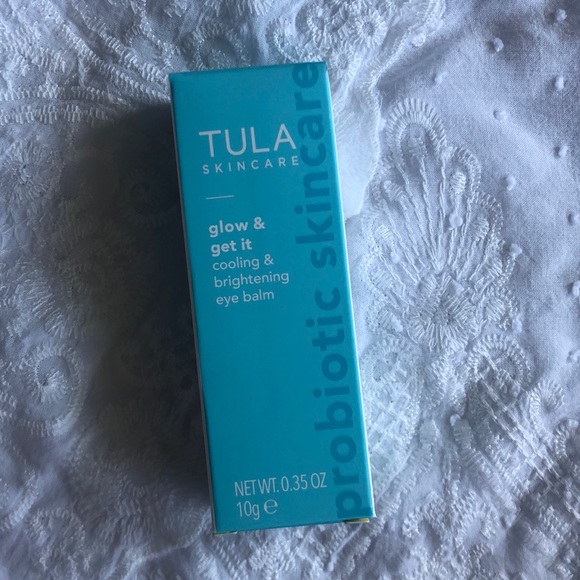 TULA
SKINCARE
glow &
get it
cooling &
brightening
eye balm
NET WT. 0.35 OZ
10g ℮
probiotic skincare